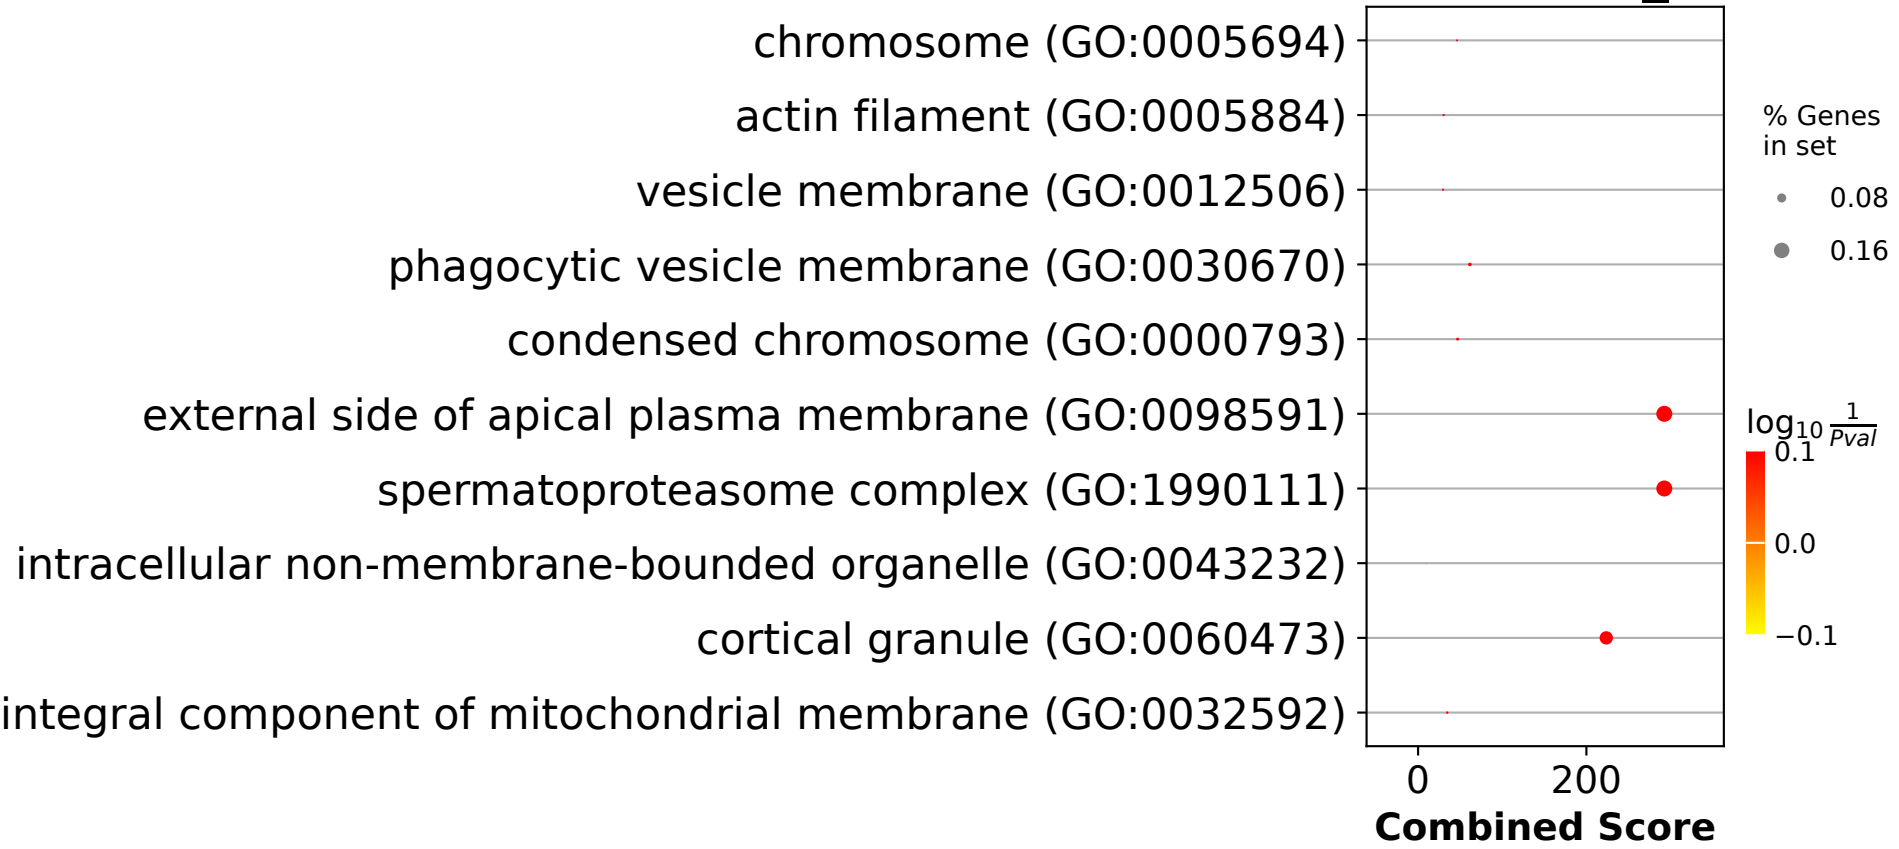 chromosome (GO:0005694)
actin filament (GO:0005884)
vesicle membrane (GO:0012506)
phagocytic vesicle membrane (GO:0030670)
condensed chromosome (GO:0000793)
external side of apical plasma membrane (GO:0098591)
spermatoproteasome complex (GO:1990111)
intracellular non-membrane-bounded organelle (GO:0043232)
cortical granule (GO:0060473)
integral component of mitochondrial membrane (GO:0032592)
0 200
Combined Score
% Genes
in set
0.08
0.16
log10 1/Pval
0.1
0.0
−0.1